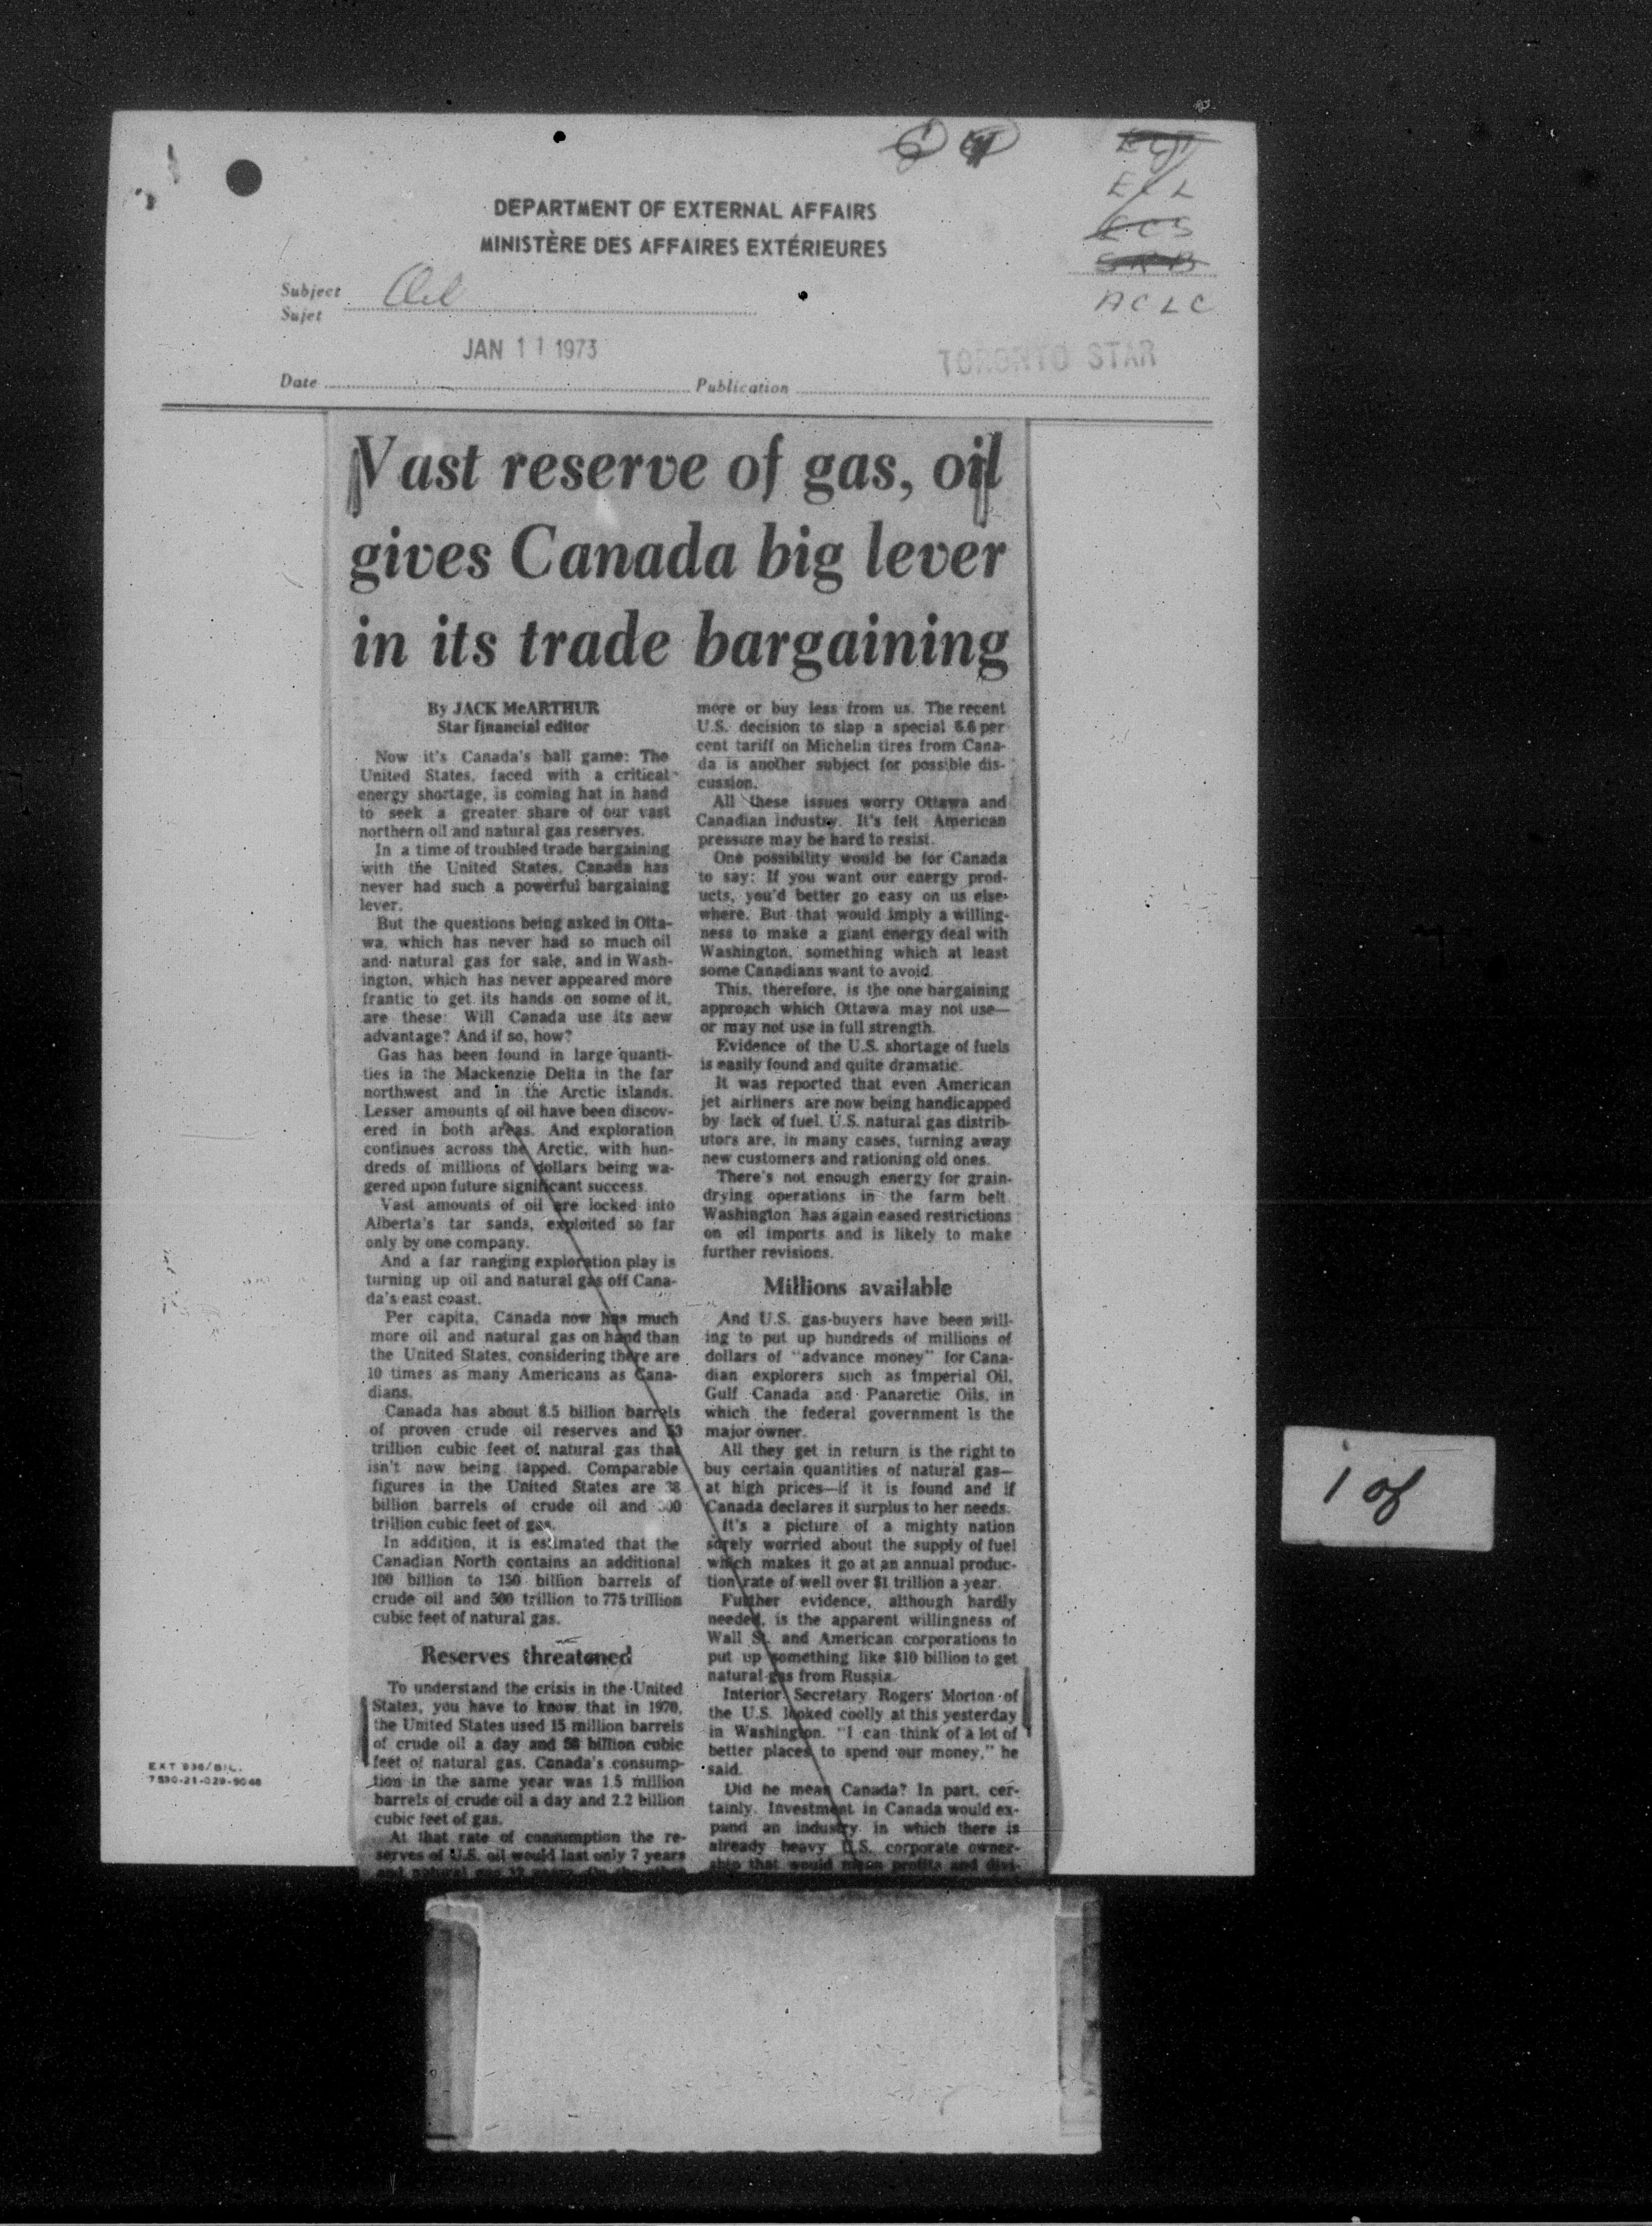 DEPARTMENT OF EXTERNAL AFFAIRS
MINISTÈRE DES AFFAIRES EXTÉRIEURES
ECL
ECS
ACLC
Subject
Sujet
Oil
JAN 11 1973
TORONTO STAR
Date
Publication
Vast reserve of gas, oil
gives Canada big lever
in its trade bargaining
By JACK McARTHUR
Star financial editor
Now it's Canada's ball game: The
United States, faced with a critical
energy shortage, is coming hat in hand
to seek a greater share of our vast
northern oil and natural gas reserves.
In a time of troubled trade bargaining
with the United States, Canada has
never had such a powerful bargaining
lever.
But the questions being asked in Otta-
wa, which has never had so much oil
and natural gas for sale, and in Wash-
ington, which has never appeared more
frantic to get its hands on some of it,
are these: Will Canada use its new
advantage? And if so, how?
Gas has been found in large quanti-
ties in the Mackenzie Delta in the far
northwest and in the Arctic islands.
Lesser amounts of oil have been discov-
ered in both areas. And exploration
continues across the Arctic, with hun-
dreds of millions of dollars being wa-
gered upon future significant success.
Vast amounts of oil are locked into
Alberta's tar sands, exploited so far
only by one company.
And a far ranging exploration play is
turning up oil and natural gas off Cana-
da's east coast.
Per capita, Canada now has much
more oil and natural gas on hand than
the United States, considering there are
10 times as many Americans as Cana-
dians.
Canada has about 8.5 billion barrels
of proven crude oil reserves and 53
trillion cubic feet of natural gas that
isn't now being tapped. Comparable
figures in the United States are 38
billion barrels of crude oil and 300
trillion cubic feet of gas.
In addition, it is estimated that the
Canadian North contains an additional
100 billion to 150 billion barrels of
crude oil and 500 trillion to 775 trillion
cubic feet of natural gas.
Reserves threatened
To understand the crisis in the United
States, you have to know that in 1970,
the United States used 15 million barrels
of crude oil a day and 58 billion cubic
feet of natural gas. Canada's consump-
tion in the same year was 1.5 million
barrels of crude oil a day and 2.2 billion
cubic feet of gas.
At that rate of consumption the re-
serves of U.S. oil would last only 7 years
and natural gas 12 years. On the other
more or buy less from us. The recent
U.S. decision to slap a special 6.6 per
cent tariff on Michelin tires from Cana-
da is another subject for possible dis-
cussion.
All these issues worry Ottawa and
Canadian industry. It's felt American
pressure may be hard to resist.
One possibility would be for Canada
to say: If you want our energy prod-
ucts, you'd better go easy on us else-
where. But that would imply a willing-
ness to make a giant energy deal with
Washington, something which at least
some Canadians want to avoid.
This, therefore, is the one bargaining
approach which Ottawa may not use—
or may not use in full strength.
Evidence of the U.S. shortage of fuels
is easily found and quite dramatic.
It was reported that even American
jet airliners are now being handicapped
by lack of fuel. U.S. natural gas distrib-
utors are, in many cases, turning away
new customers and rationing old ones.
There's not enough energy for grain-
drying operations in the farm belt.
Washington has again eased restrictions
on oil imports and is likely to make
further revisions.
Millions available
And U.S. gas-buyers have been will-
ing to put up hundreds of millions of
dollars of "advance money" for Cana-
dian explorers such as Imperial Oil,
Gulf Canada and Panarctic Oils, in
which the federal government is the
major owner.
All they get in return is the right to
buy certain quantities of natural gas—
at high prices—if it is found and if
Canada declares it surplus to her needs.
It's a picture of a mighty nation
sorely worried about the supply of fuel
which makes it go at an annual produc-
tion rate of well over $1 trillion a year.
Further evidence, although hardly
needed, is the apparent willingness of
Wall St. and American corporations to
put up something like $10 billion to get
natural gas from Russia.
Interior Secretary Rogers Morton of
the U.S. looked coolly at this yesterday
in Washington. "I can think of a lot of
better places to spend our money," he
said.
Did he mean Canada? In part, cer-
tainly. Investment in Canada would ex-
pand an industry in which there is
already heavy U.S. corporate owner-
ship that would mean profits and divi-
EXT 936/BIL.
7530-21-029-9046
1 of